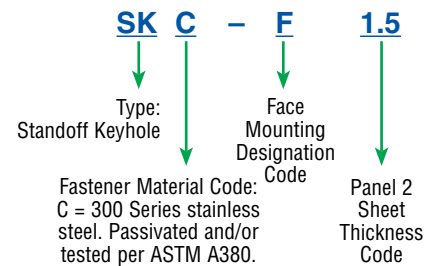 SK C – F 1.5
Type:
Standoff Keyhole
Face
Mounting
Designation
Code
Fastener Material Code:
C = 300 Series stainless
steel. Passivated and/or
tested per ASTM A380.
Panel 2
Sheet
Thickness
Code